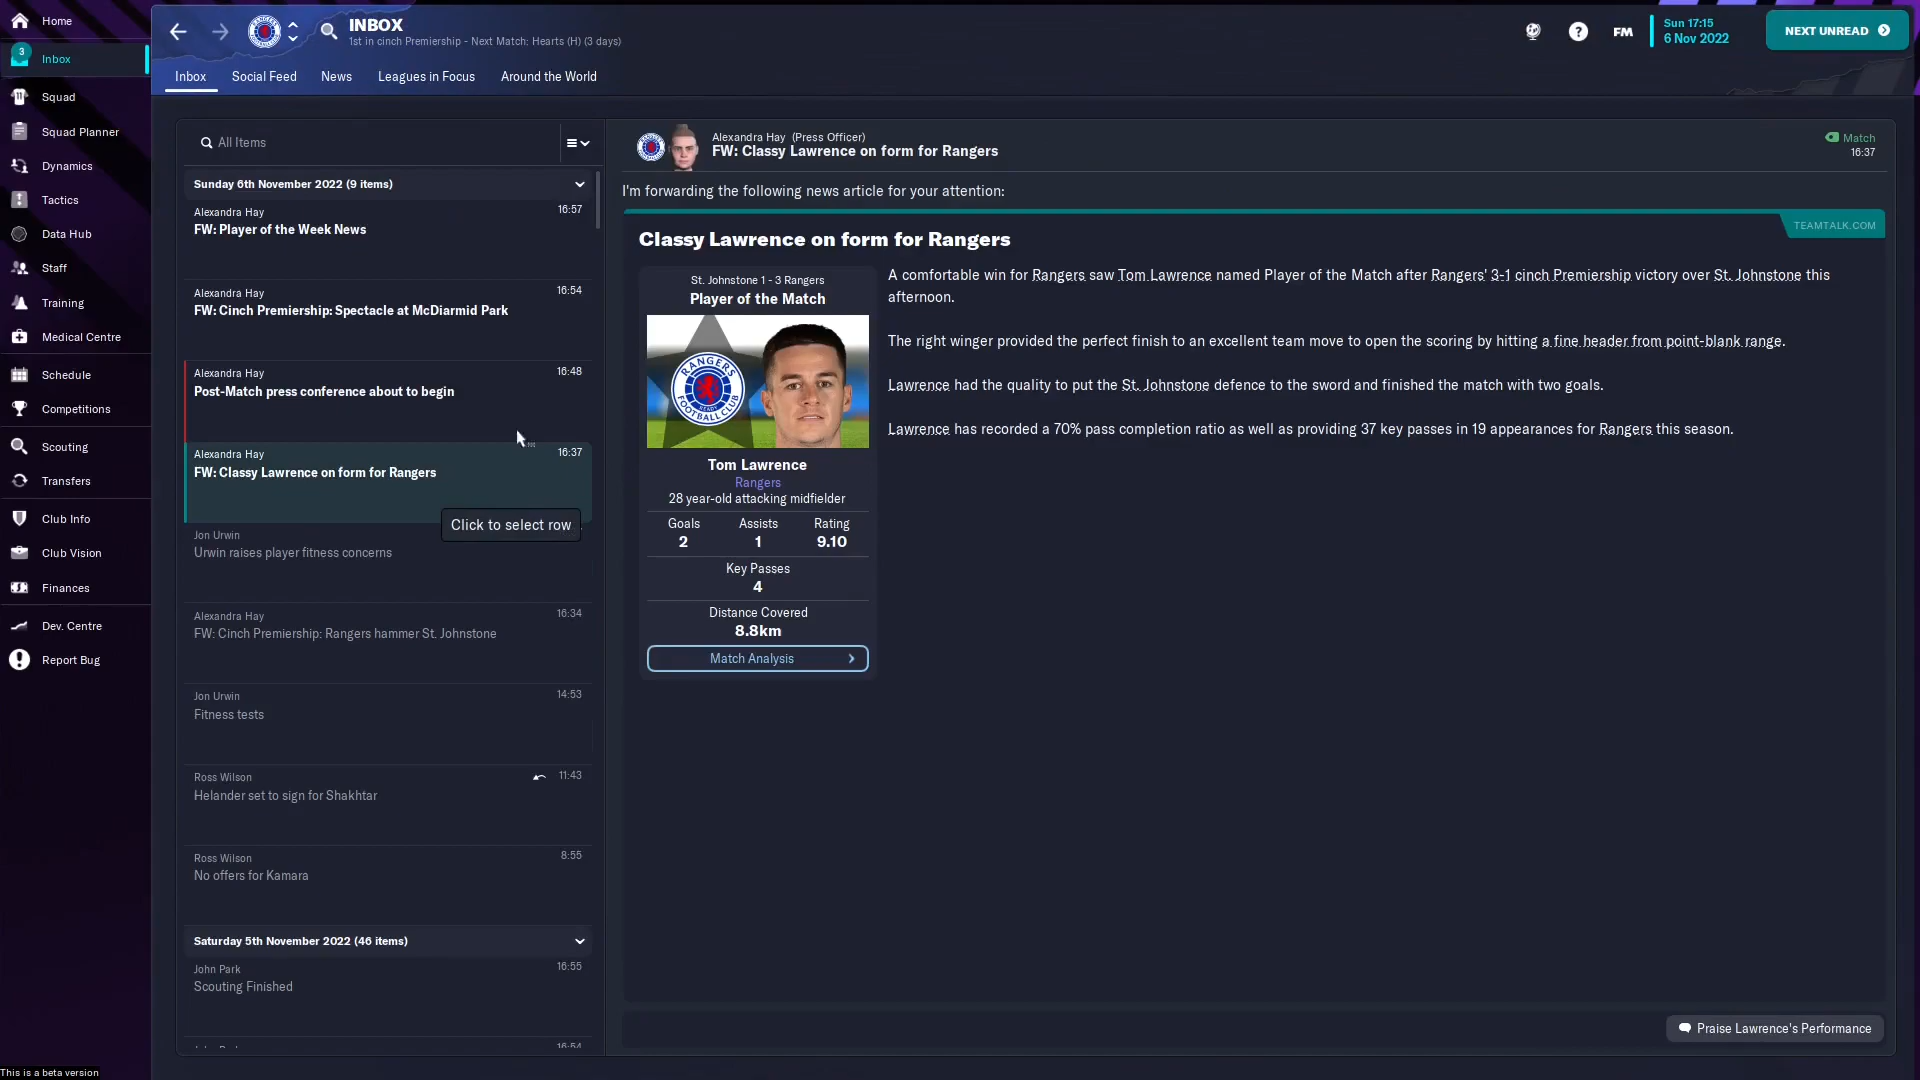 Home
3
Inbox
Squad
Squad Planner
Dynamics
Tactics
Data Hub
Staff
Training
Medical Centre
Schedule
Competitions
Scouting
Transfers
Club Info
Club Vision
Finances
Dev. Centre
Report Bug
This is a beta version
INBOX
1st in cinch Premiership - Next Match: Hearts (H) (3 days)
FM
Sun 17:15
6 Nov 2022
NEXT UNREAD
Inbox Social Feed News Leagues in Focus Around the World
All Items
Sunday 6th November 2022 (9 items)
Alexandra Hay 16:57
FW: Player of the Week News
Alexandra Hay 16:54
FW: Cinch Premiership: Spectacle at McDiarmid Park
Alexandra Hay 16:48
Post-Match press conference about to begin
Alexandra Hay 16:37
FW: Classy Lawrence on form for Rangers
Click to select row
Jon Urwin
Urwin raises player fitness concerns
Alexandra Hay 16:34
FW: Cinch Premiership: Rangers hammer St. Johnstone
Jon Urwin 14:53
Fitness tests
Ross Wilson 11:43
Helander set to sign for Shakhtar
Ross Wilson 8:55
No offers for Kamara
Saturday 5th November 2022 (46 items)
John Park 16:55
Scouting Finished
Alexandra Hay (Press Officer)
FW: Classy Lawrence on form for Rangers
Match
16:37
I'm forwarding the following news article for your attention:
TEAMTALK.COM
Classy Lawrence on form for Rangers
St. Johnstone 1 - 3 Rangers
Player of the Match
RANGERS
FOOTBALL CLUB
Tom Lawrence
Rangers
28 year-old attacking midfielder
Goals Assists Rating
2 1 9.10
Key Passes
4
Distance Covered
8.8km
Match Analysis
A comfortable win for Rangers saw Tom Lawrence named Player of the Match after Rangers' 3-1 cinch Premiership victory over St. Johnstone this
afternoon.
The right winger provided the perfect finish to an excellent team move to open the scoring by hitting a fine header from point-blank range.
Lawrence had the quality to put the St. Johnstone defence to the sword and finished the match with two goals.
Lawrence has recorded a 70% pass completion ratio as well as providing 37 key passes in 19 appearances for Rangers this season.
Praise Lawrence's Performance